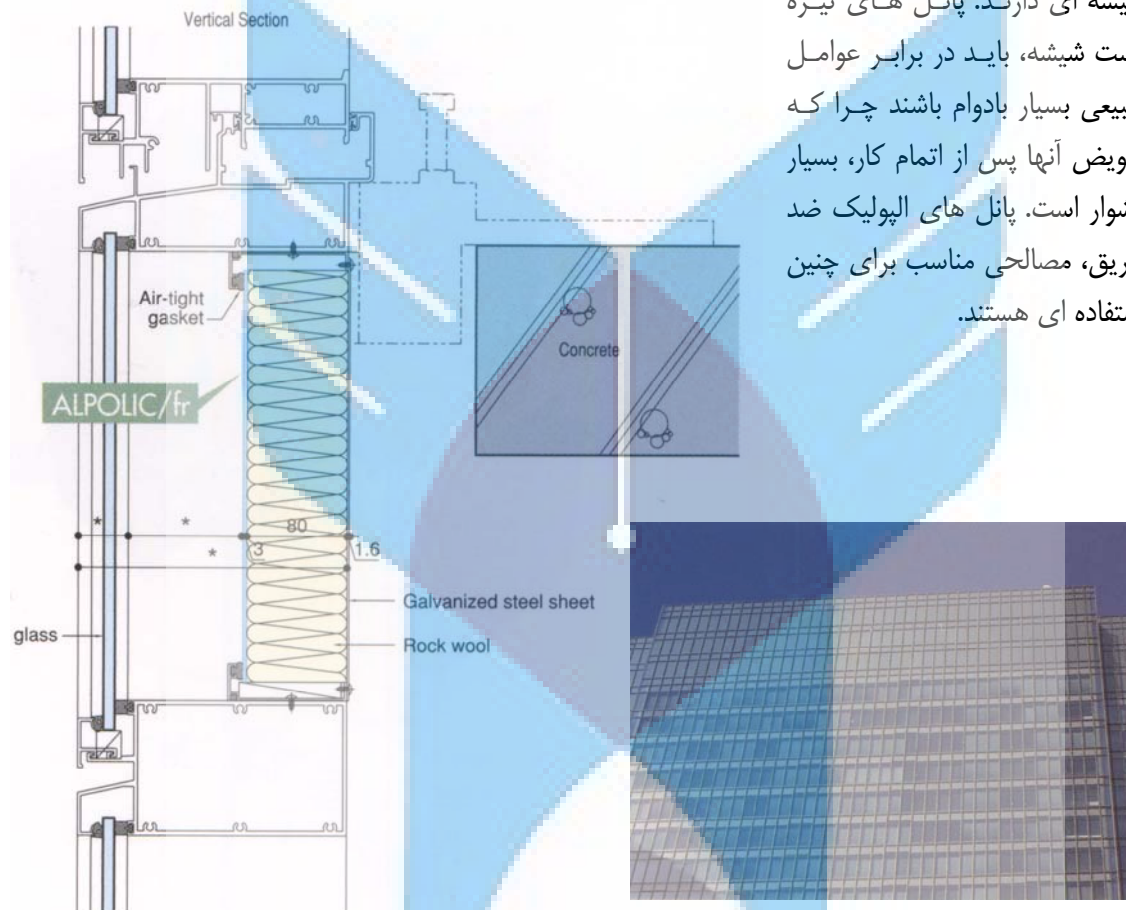 Vertical Section
یشه ای دارند. پانل های تیره
ست شیشه، باید در برابر عوامل
بیعی بسیار بادوام باشند چرا که
ویض آنها پس از اتمام کار، بسیار
شوار است. پانل های الپولیک ضد
ریق، مصالحی مناسب برای چنین
ستفاده ای هستند.
Air-tight
gasket
Concrete
ALPOLIC/fr
* * 80
* 3 1.6
Galvanized steel sheet
glass
Rock wool